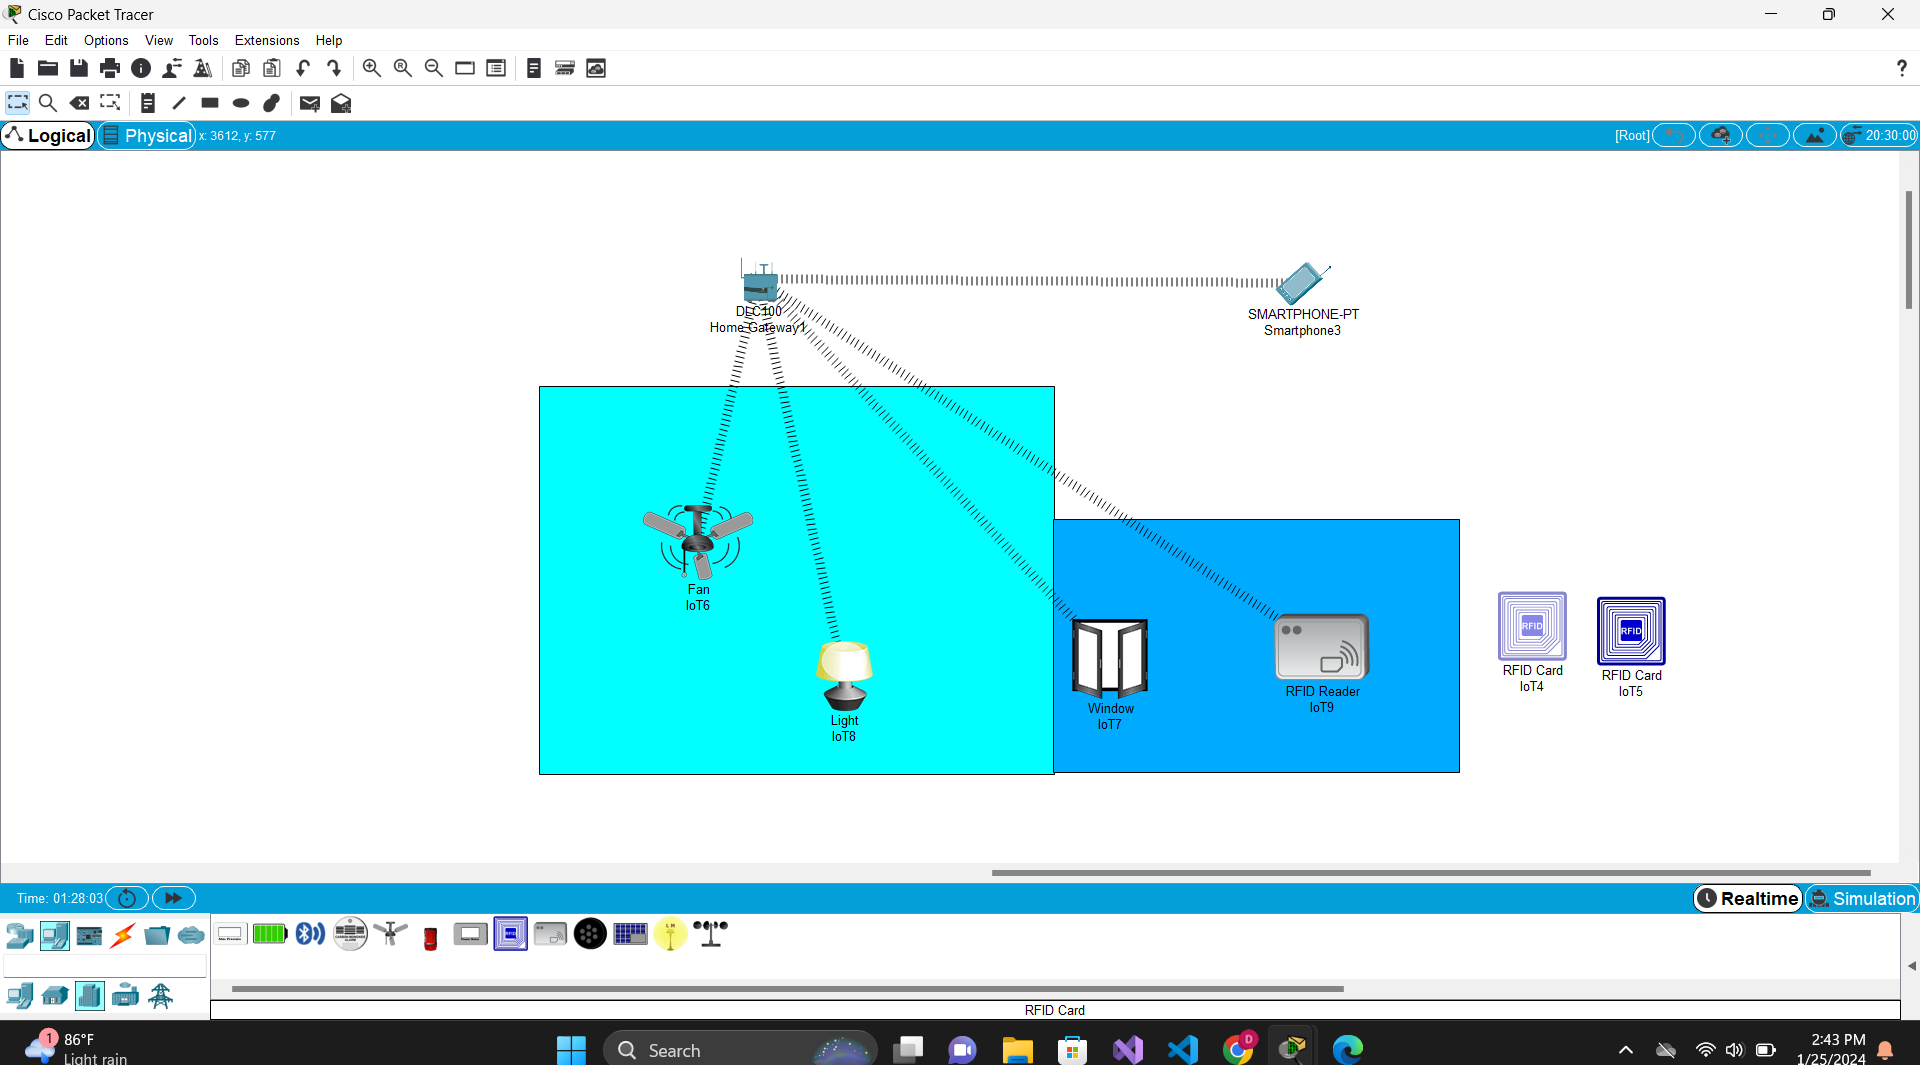 Cisco Packet Tracer
File Edit Options View Tools Extensions Help
?
Logical Physical x: 3612, y: 577 [Root] 20:30:00
DLC100
Home Gateway1
SMARTPHONE-PT
Smartphone3
Fan
IoT6
Light
IoT8
Window
IoT7
RFID Reader
IoT9
RFID
RFID Card
IoT4
RFID
RFID Card
IoT5
Time: 01:28:03 Realtime Simulation
RFID Card
1 86°F
Light rain
Search
D
2:43 PM
1/25/2024